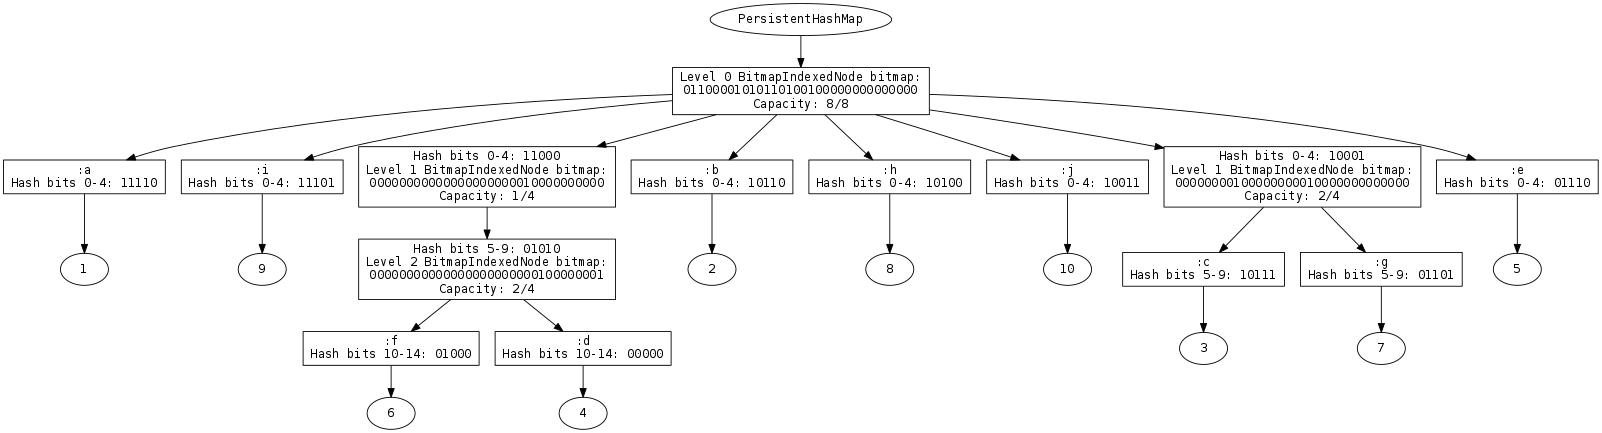 PersistentHashMap
Level 0 BitmapIndexedNode bitmap:
01100001010110100100000000000000
Capacity: 8/8
:a
Hash bits 0-4: 11110
:i
Hash bits 0-4: 11101
Hash bits 0-4: 11000
Level 1 BitmapIndexedNode bitmap:
00000000000000000000010000000000
Capacity: 1/4
:b
Hash bits 0-4: 10110
:h
Hash bits 0-4: 10100
:j
Hash bits 0-4: 10011
Hash bits 0-4: 10001
Level 1 BitmapIndexedNode bitmap:
00000000100000000010000000000000
Capacity: 2/4
:e
Hash bits 0-4: 01110
1
9
Hash bits 5-9: 01010
Level 2 BitmapIndexedNode bitmap:
00000000000000000000000100000001
Capacity: 2/4
2
8
10
:c
Hash bits 5-9: 10111
:g
Hash bits 5-9: 01101
5
:f
Hash bits 10-14: 01000
:d
Hash bits 10-14: 00000
3
7
6
4